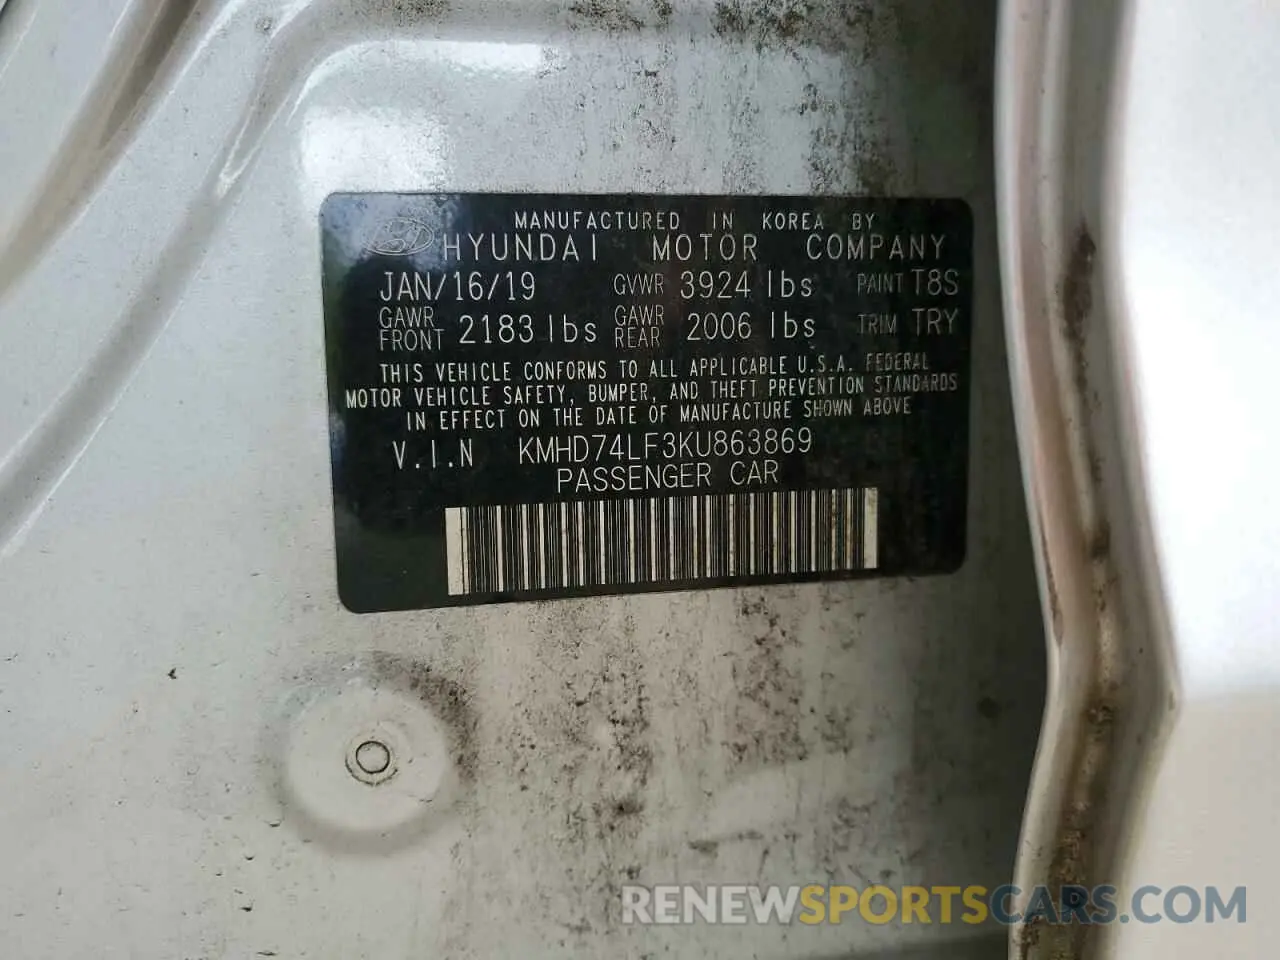 MANUFACTURED IN KOREA BY
HYUNDAI MOTOR COMPANY
JAN/16/19 GVWR 3924 lbs PAINT T8S
GAWR FRONT 2183 lbs GAWR REAR 2006 lbs TRIM TRY
THIS VEHICLE CONFORMS TO ALL APPLICABLE U.S.A. FEDERAL
MOTOR VEHICLE SAFETY, BUMPER, AND THEFT PREVENTION STANDARDS
IN EFFECT ON THE DATE OF MANUFACTURE SHOWN ABOVE
V.I.N KMHD74LF3KU863869
PASSENGER CAR
RENEWSPORTSCARS.COM